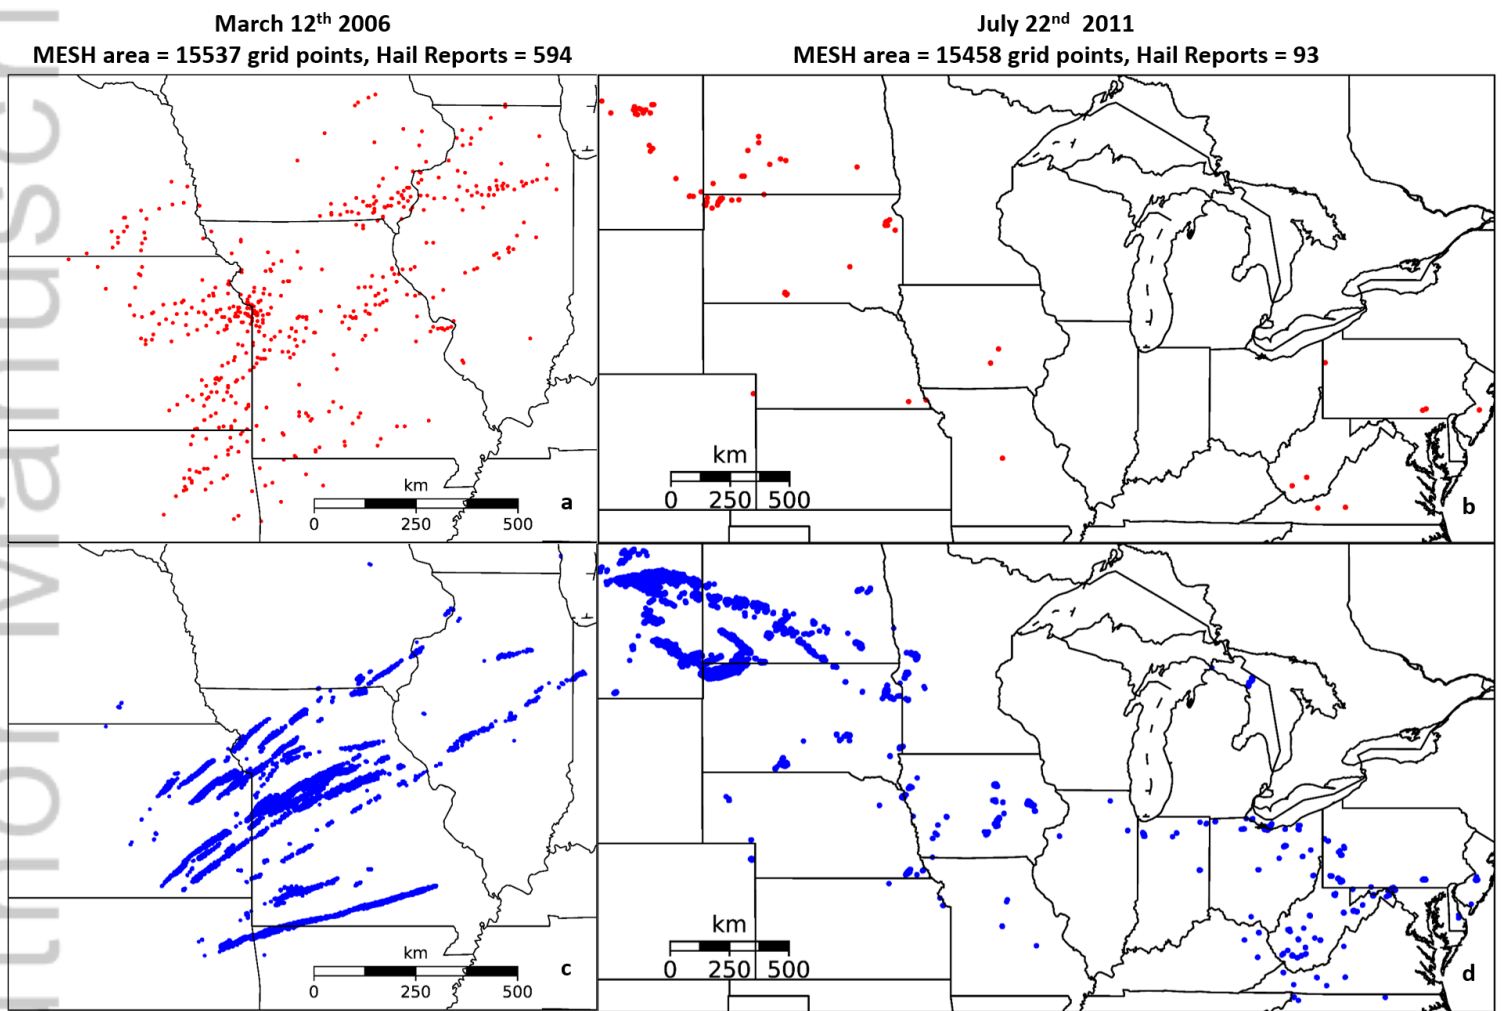 March 12th 2006
MESH area = 15537 grid points, Hail Reports = 594
July 22nd 2011
MESH area = 15458 grid points, Hail Reports = 93
km
0 250 500
a
km
0 250 500
b
km
0 250 500
c
km
0 250 500
d
uthor Manuscr